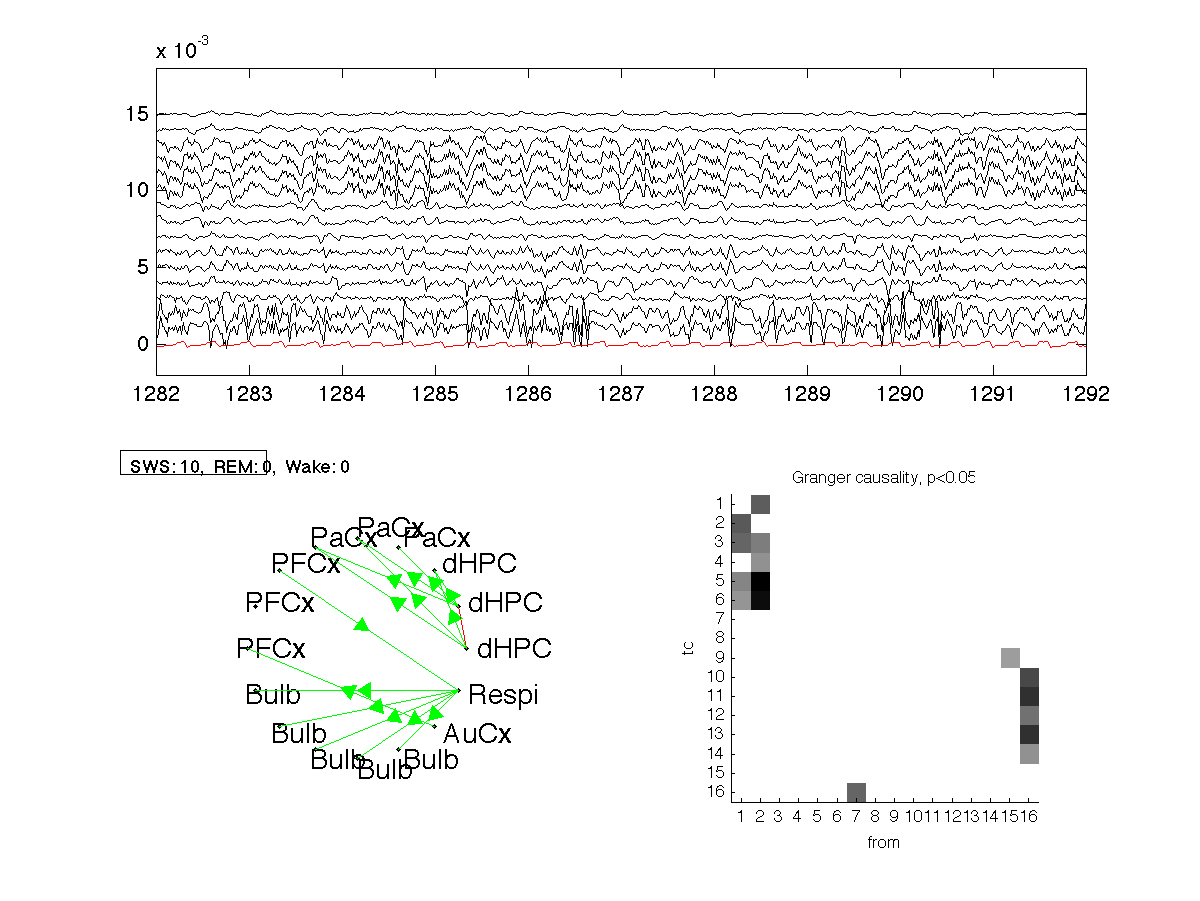 x 10-3
15
10
5
0
1282 1283 1284 1285 1286 1287 1288 1289 1290 1291 1292
SWS:10, REM:0, Wake:0
PaCx
PaCx
PaCx
PFCx
dHPC
PFCx
dHPC
PFCx
dHPC
Bulb
Respi
Bulb
AuCx
Bulb
Bulb
Bulb
Granger causality, p<0.05
1
2
3
4
5
6
7
8
9
10
11
12
13
14
15
16
tc
1 2 3 4 5 6 7 8 9 10 11 12 13 14 15 16
from